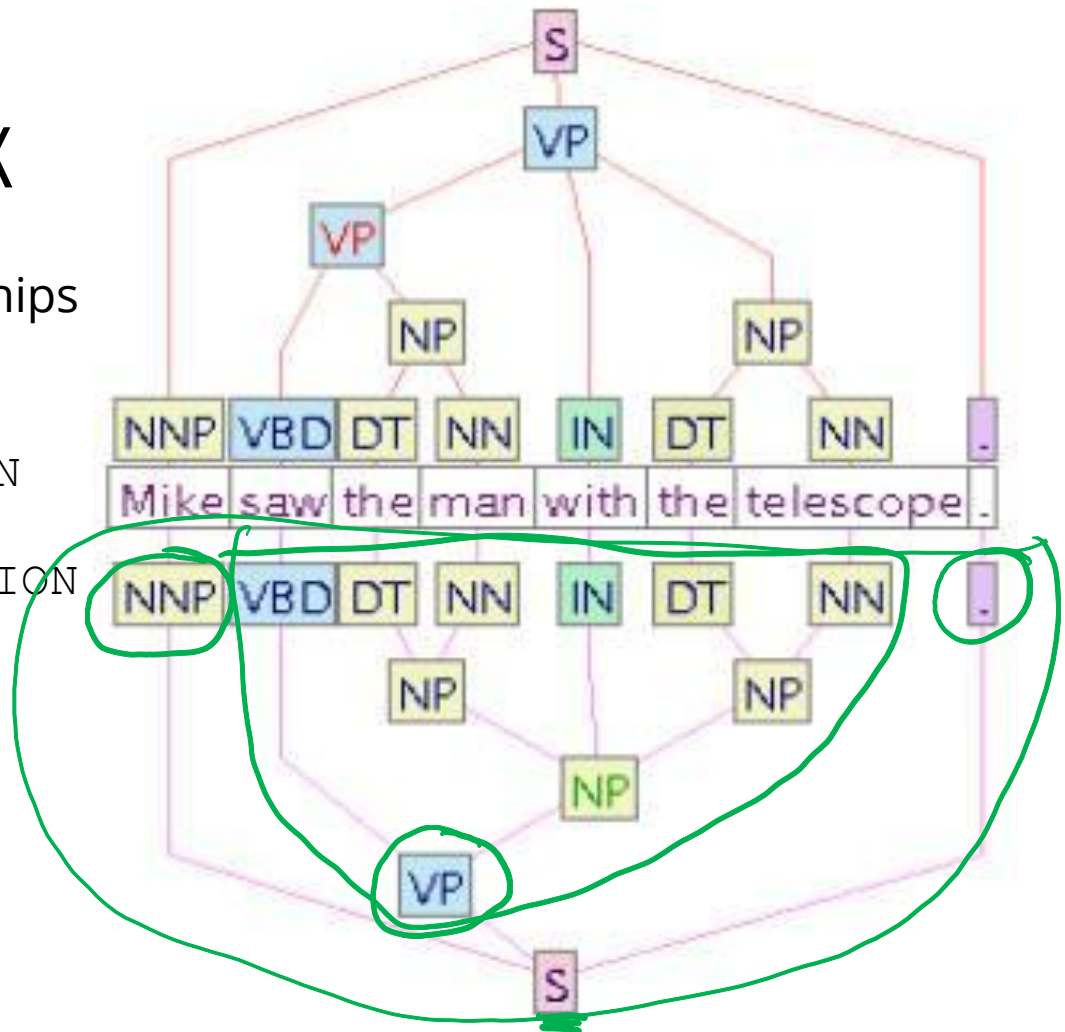 S
X
VP
VP
hips
NP NP
NNP VBD DT NN IN DT NN .
N
Mike saw the man with the telescope .
ION
NNP VBD DT NN IN DT NN .
NP NP
NP
VP
S